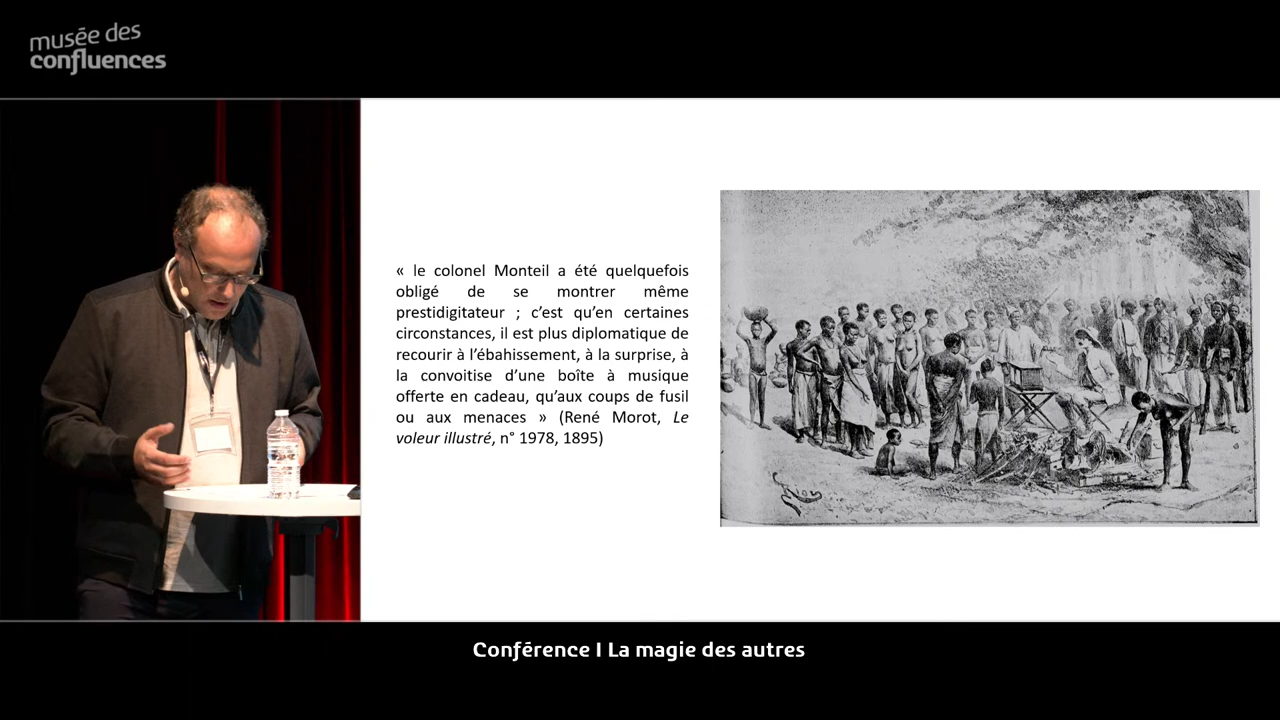 musée des
confluences
« le colonel Monteil a été quelquefois
obligé de se montrer même
prestidigitateur ; c’est qu’en certaines
circonstances, il est plus diplomatique de
recourir à l’ébahissement, à la surprise, à
la convoitise d’une boîte à musique
offerte en cadeau, qu’aux coups de fusil
ou aux menaces » (René Morot, Le
voleur illustré, n° 1978, 1895)
Conférence I La magie des autres